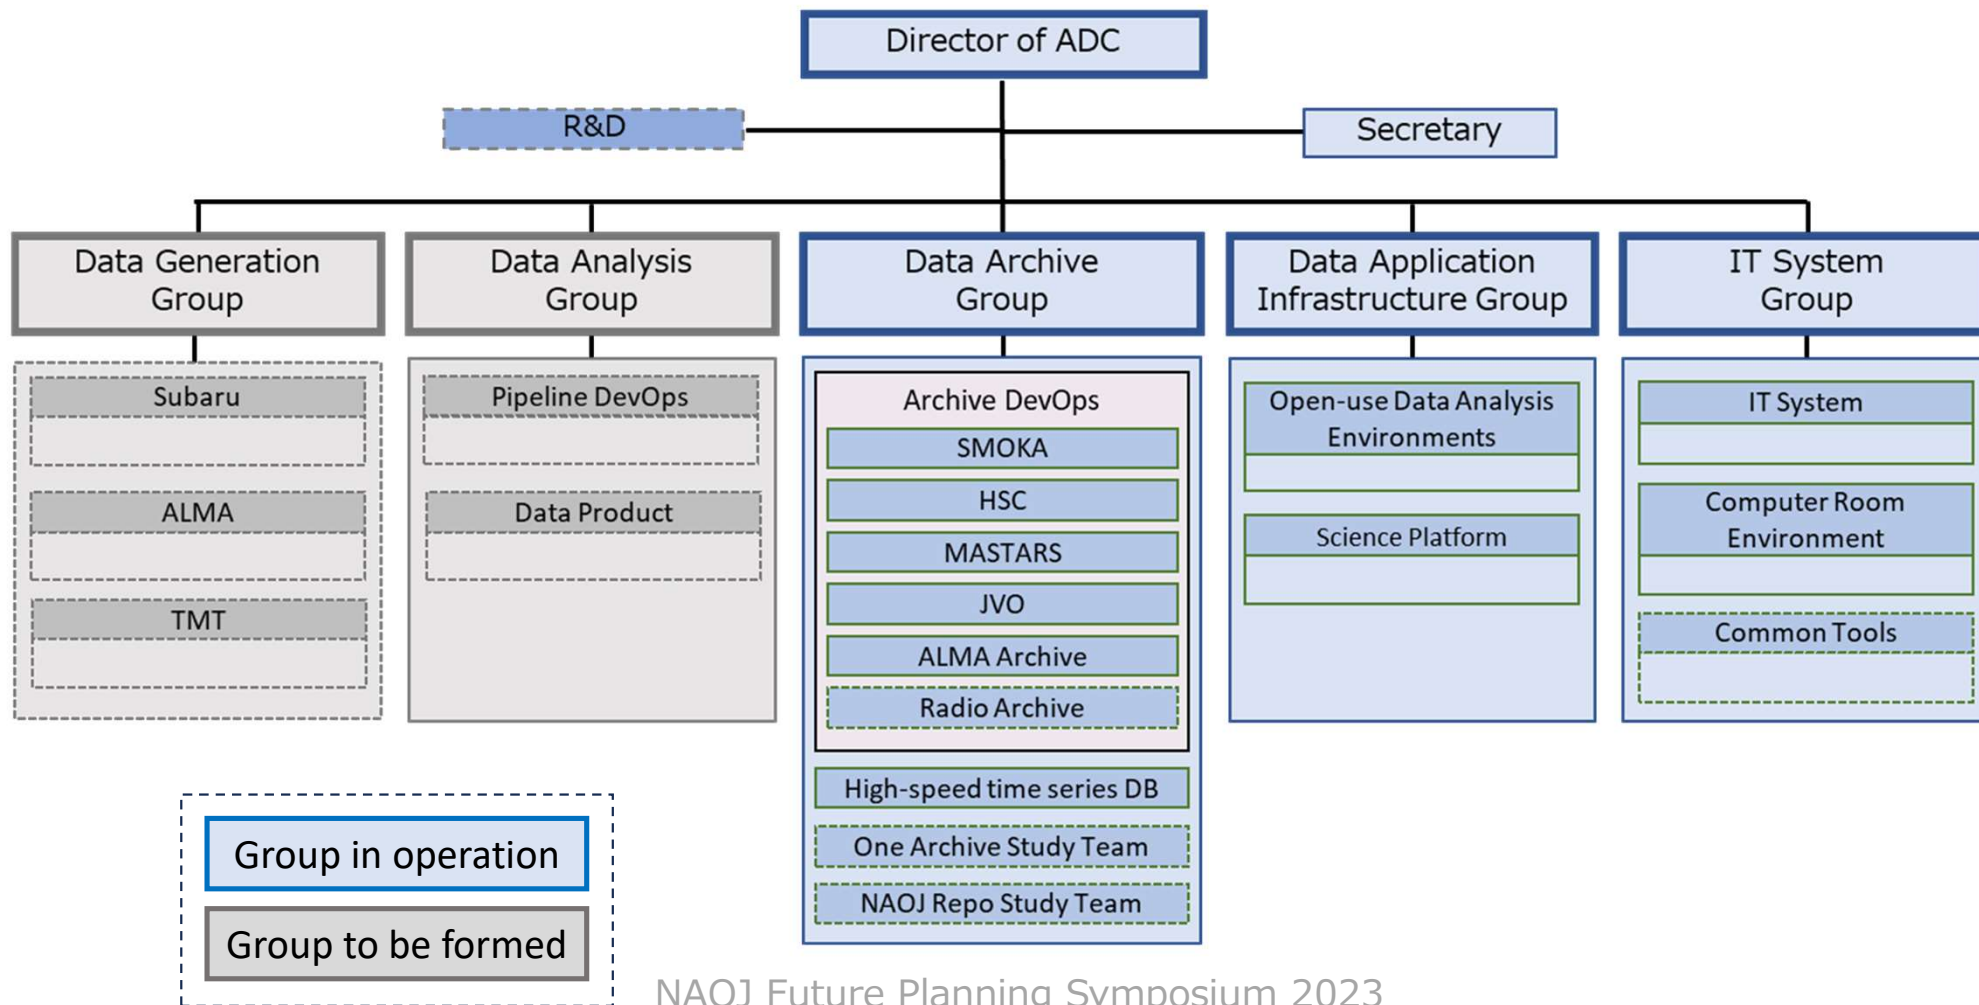 Director of ADC
R&D
Secretary
Data Generation
Group
Data Analysis
Group
Data Archive
Group
Data Application
Infrastructure Group
IT System
Group
Subaru
ALMA
TMT
Pipeline DevOps
Data Product
Archive DevOps
SMOKA
HSC
MASTARS
JVO
ALMA Archive
Radio Archive
High-speed time series DB
One Archive Study Team
NAOJ Repo Study Team
Open-use Data Analysis
Environments
Science Platform
IT System
Computer Room
Environment
Common Tools
Group in operation
Group to be formed
NAOJ Future Planning Symposium 2023